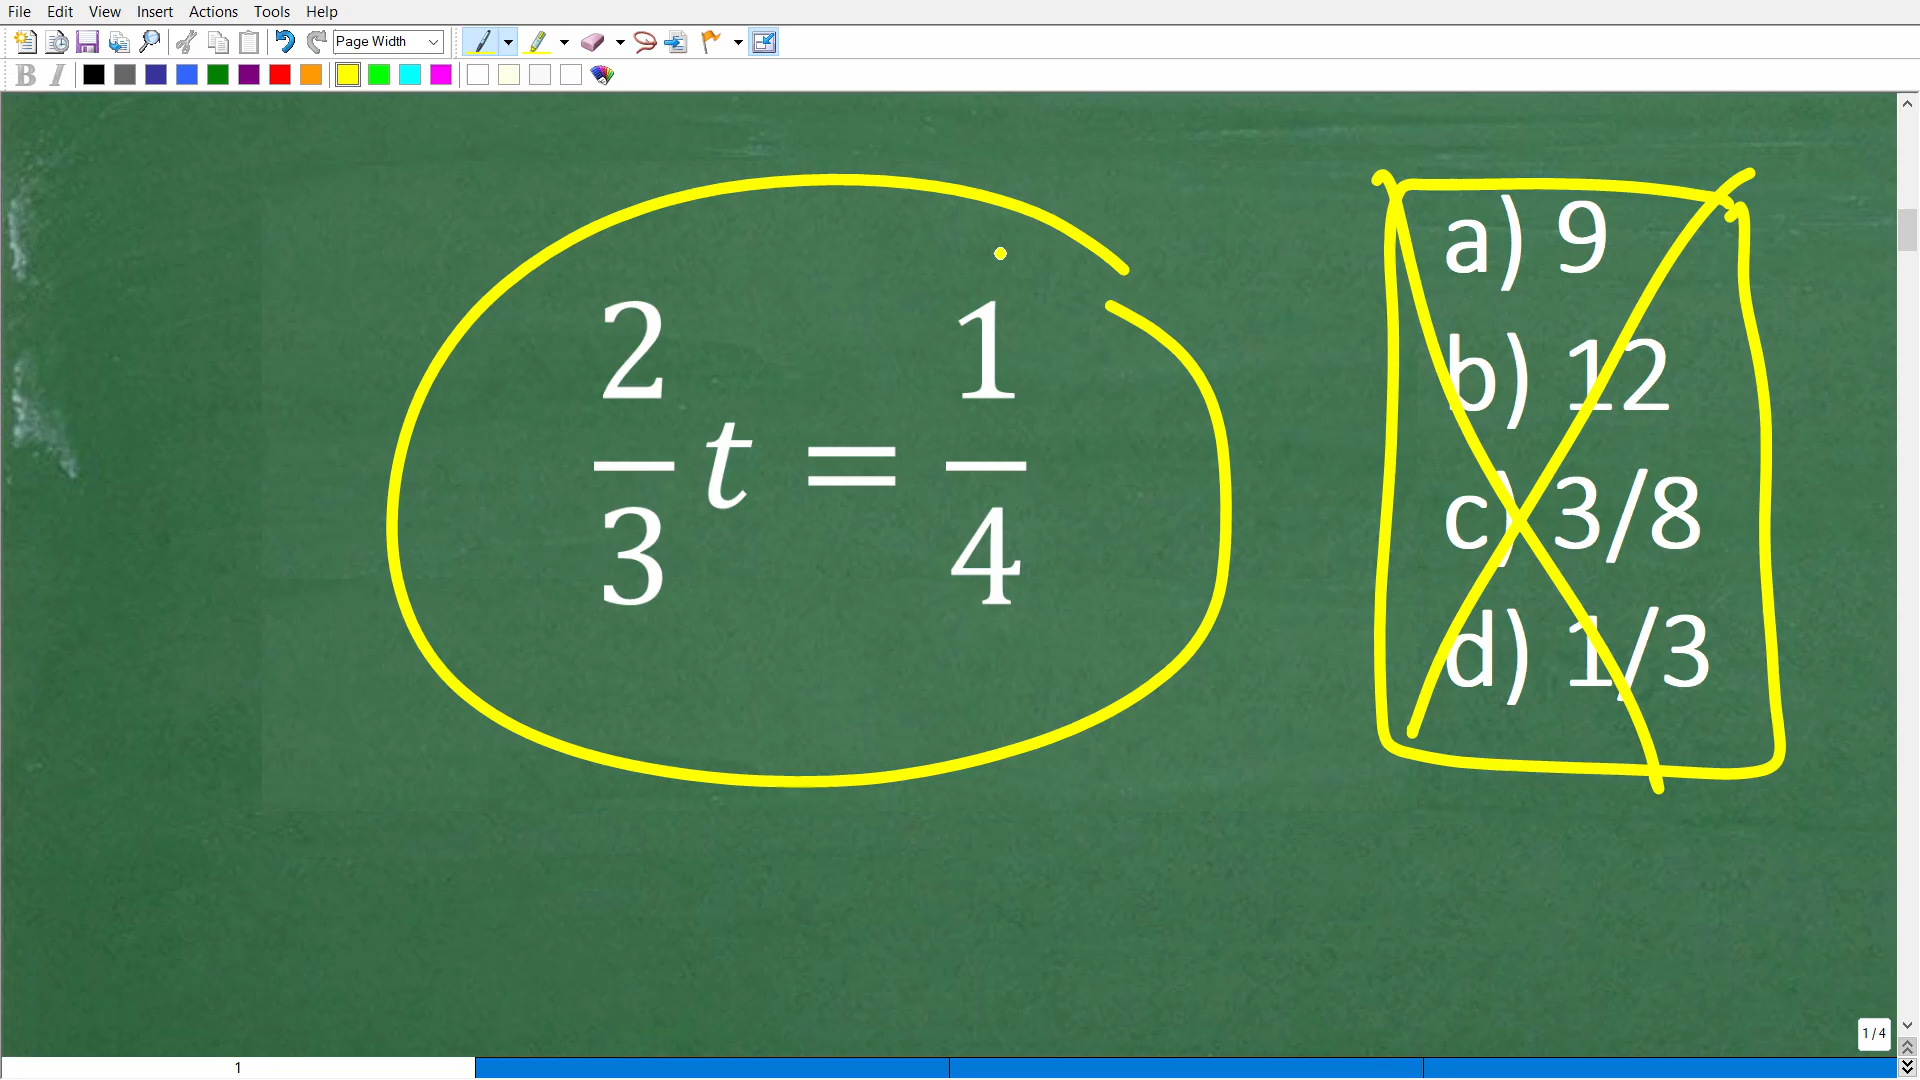 File Edit View Insert Actions Tools Help
Page Width
B I
2/3 t = 1/4
a) 9
b) 12
c) 3/8
d) 1/3
1 / 4
1